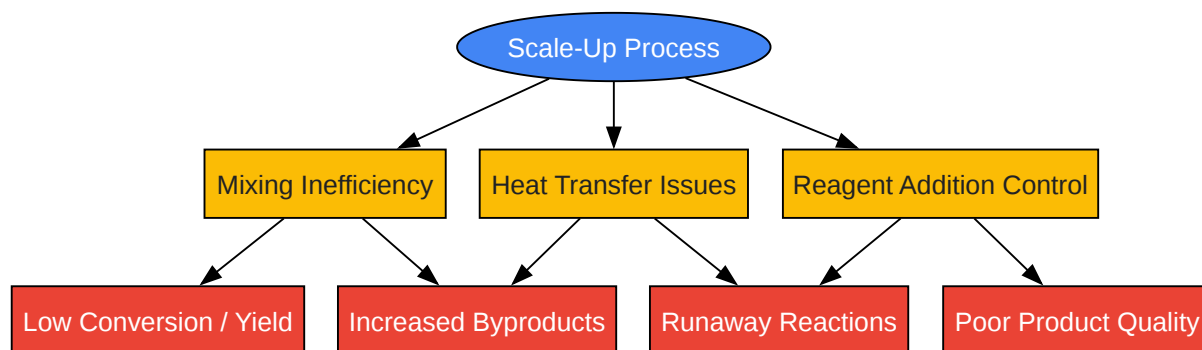 Scale-Up Process
Mixing Inefficiency
Heat Transfer Issues
Reagent Addition Control
Low Conversion / Yield
Increased Byproducts
Runaway Reactions
Poor Product Quality